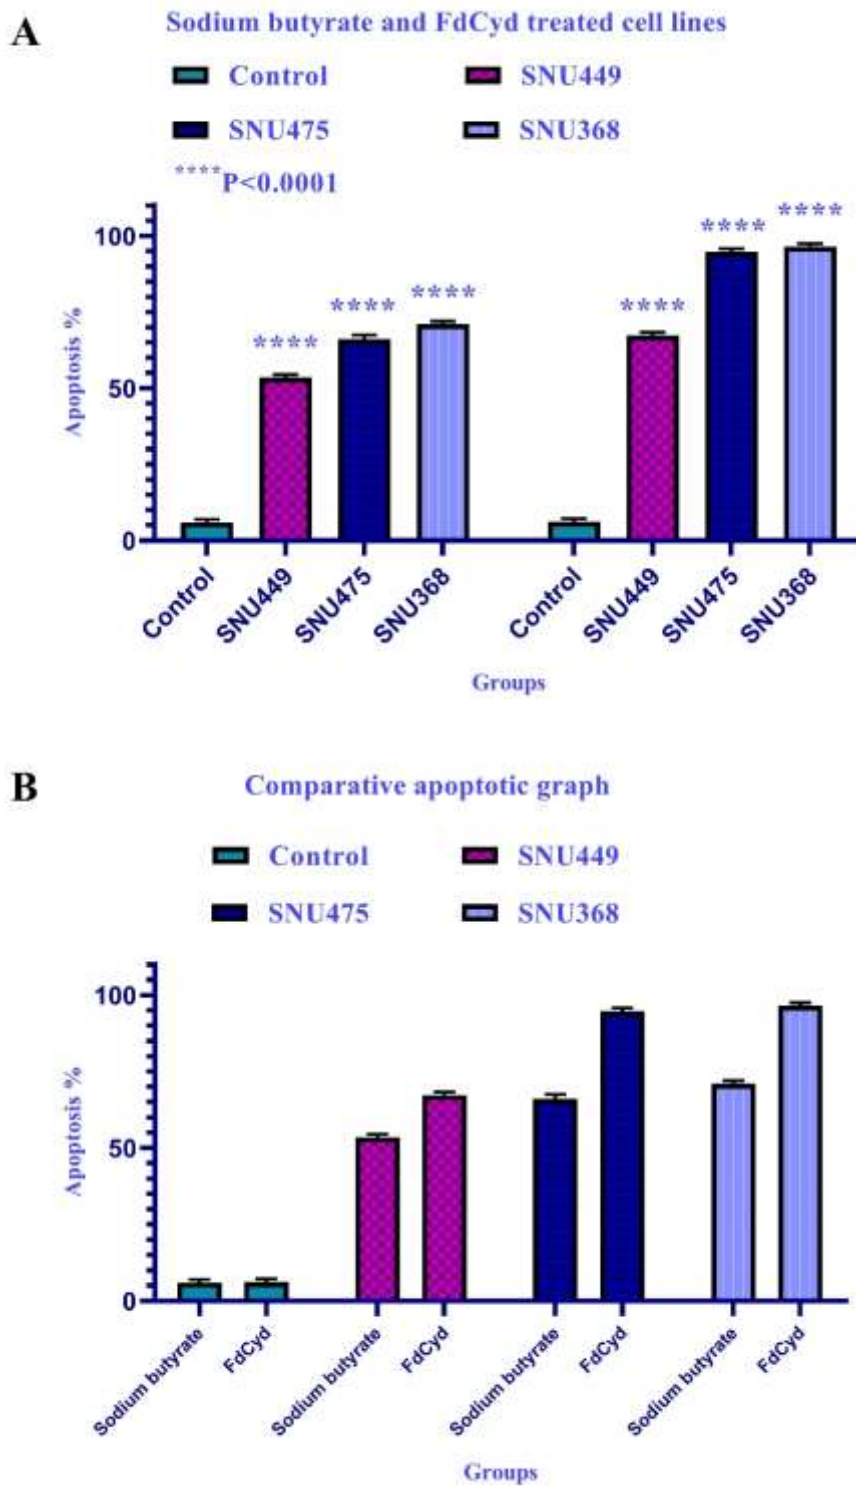 A
Sodium butyrate and FdCyd treated cell lines
Control
SNU449
SNU475
SNU368
****P<0.0001
**** **** **** **** **** ****
100
50
0
Apoptosis %
Control SNU449 SNU475 SNU368 Control SNU449 SNU475 SNU368
Groups
B
Comparative apoptotic graph
Control
SNU449
SNU475
SNU368
100
50
0
Apoptosis %
Sodium butyrate FdCyd Sodium butyrate FdCyd Sodium butyrate FdCyd Sodium butyrate FdCyd
Groups